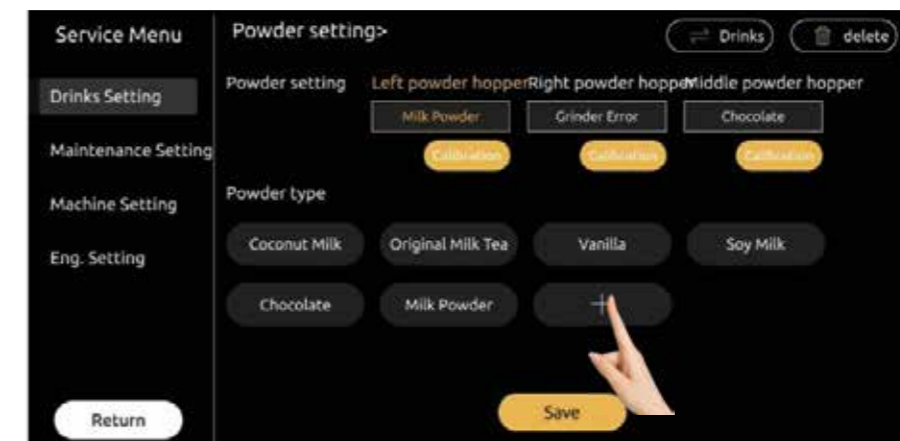 Service Menu
Powder setting>
Drinks
delete
Drinks Setting
Maintenance Setting
Machine Setting
Eng. Setting
Return
Powder setting
Left powder hopper
Right powder hopper
Middle powder hopper
Milk Powder
Grinder Error
Chocolate
Calibration
Calibration
Calibration
Powder type
Coconut Milk
Original Milk Tea
Vanilla
Soy Milk
Chocolate
Milk Powder
+
Save